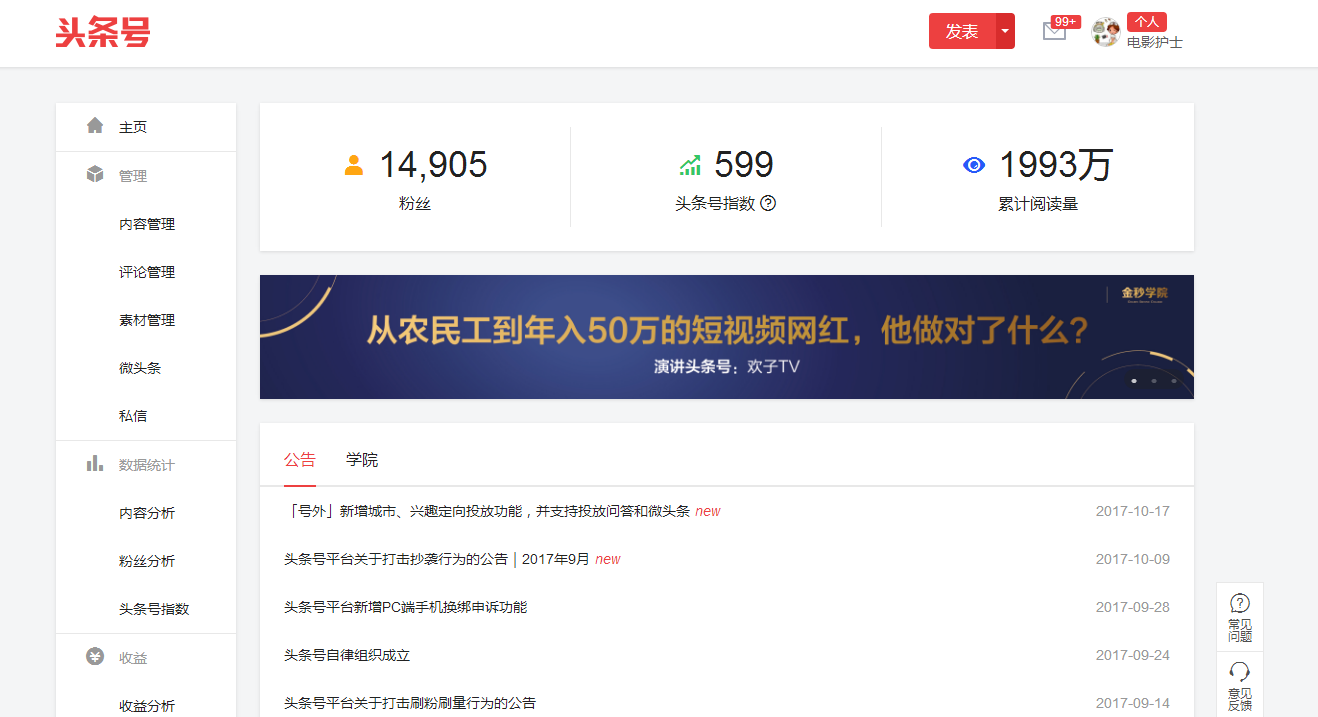 头条号
发表
99+
个人
电影护士
主页
管理
内容管理
评论管理
素材管理
微头条
私信
数据统计
内容分析
粉丝分析
头条号指数
收益
收益分析
14,905
粉丝
599
头条号指数
1993万
累计阅读量
金秒学院
从农民工到年入50万的短视频网红，他做对了什么？
演讲头条号：欢子TV
公告 学院
「号外」新增城市、兴趣定向投放功能，并支持投放问答和微头条 new 2017-10-17
头条号平台关于打击抄袭行为的公告 | 2017年9月 new 2017-10-09
头条号平台新增PC端手机换绑申诉功能 2017-09-28
头条号自律组织成立 2017-09-24
头条号平台关于打击刷粉刷量行为的公告 2017-09-14
常见
问题
意见
反馈